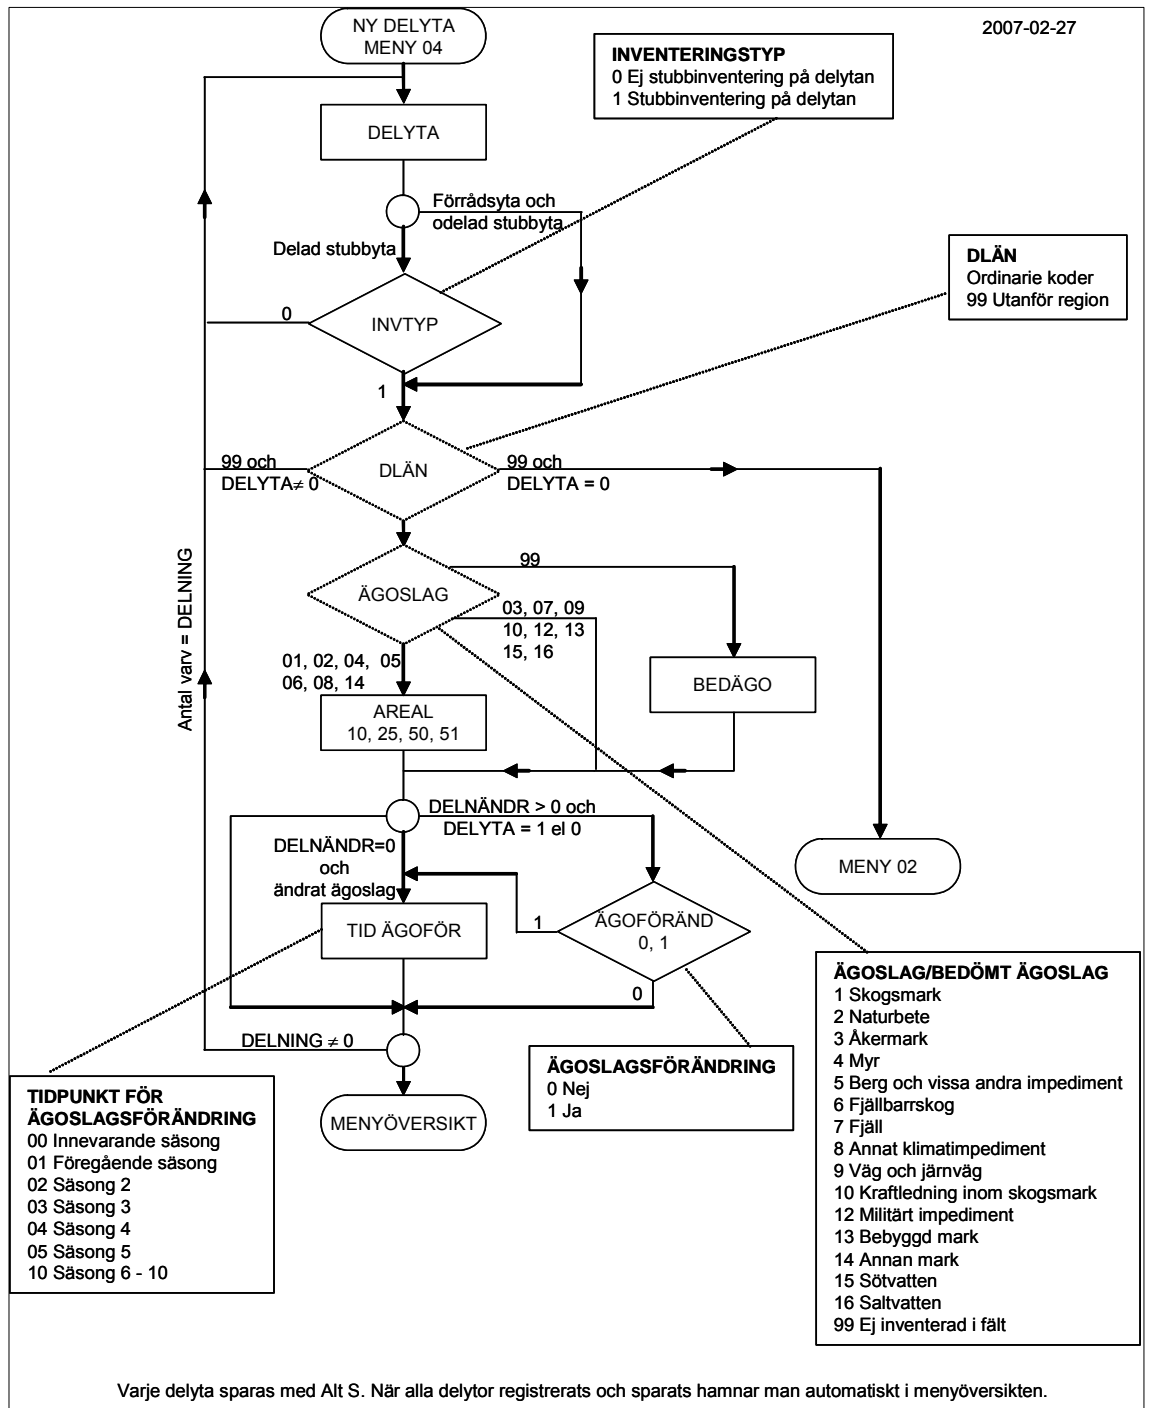 NY DELYTA
MENY 04
2007-02-27
INVENTERINGSTYP
0 Ej stubbinventering på delytan
1 Stubbinventering på delytan
DELYTA
Förrådsyta och
odelad stubbyta
Delad stubbyta
DLÄN
Ordinarie koder
99 Utanför region
0
INVTYP
1
99 och
DELYTA≠ 0
DLÄN
99 och
DELYTA = 0
Antal varv = DELNING
99
ÄGOSLAG
03, 07, 09
10, 12, 13
15, 16
01, 02, 04, 05
06, 08, 14
BEDÄGO
AREAL
10, 25, 50, 51
DELNÄNDR > 0 och
DELYTA = 1 el 0
DELNÄNDR=0
och
ändrat ägoslag
MENY 02
TID ÄGOFÖR
1
ÄGOFÖRÄND
0, 1
0
DELNING ≠ 0
MENYÖVERSIKT
ÄGOSLAGSFÖRÄNDRING
0 Nej
1 Ja
TIDPUNKT FÖR
ÄGOSLAGSFÖRÄNDRING
00 Innevarande säsong
01 Föregående säsong
02 Säsong 2
03 Säsong 3
04 Säsong 4
05 Säsong 5
10 Säsong 6 - 10
ÄGOSLAG/BEDÖMT ÄGOSLAG
1 Skogsmark
2 Naturbete
3 Åkermark
4 Myr
5 Berg och vissa andra impediment
6 Fjällbarrskog
7 Fjäll
8 Annat klimatimpediment
9 Väg och järnväg
10 Kraftledning inom skogsmark
12 Militärt impediment
13 Bebyggd mark
14 Annan mark
15 Sötvatten
16 Saltvatten
99 Ej inventerad i fält
Varje delyta sparas med Alt S. När alla delytor registrerats och sparats hamnar man automatiskt i menyöversikten.